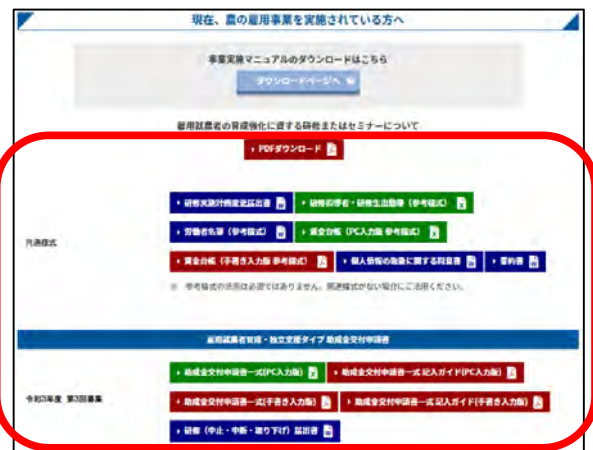 現在、農の雇用事業を実施されている方へ
事業実施マニュアルのダウンロードはこちら
ダウンロードページへ
雇用就農者の育成強化に資する研修またはセミナーについて
PDFダウンロード
研修実施計画変更届出書 研修指導者・研修生出勤簿（参考様式）
共通様式
労働者名簿（参考様式） 賃金台帳（PC入力版 参考様式）
賃金台帳（手書き入力版 参考様式） 個人情報の取扱に関する同意書 誓約書
※ 参考様式の活用は必須ではありません。関連様式がない場合にご活用ください。
雇用就農者育成・独立支援タイプ 助成金交付申請書
助成金交付申請書一式(PC入力版) 助成金交付申請書一式 記入ガイド(PC入力版)
令和3年度 第3回募集
助成金交付申請書一式(手書き入力版) 助成金交付申請書一式 記入ガイド(手書き入力版)
研修（中止・中断・取り下げ）届出書